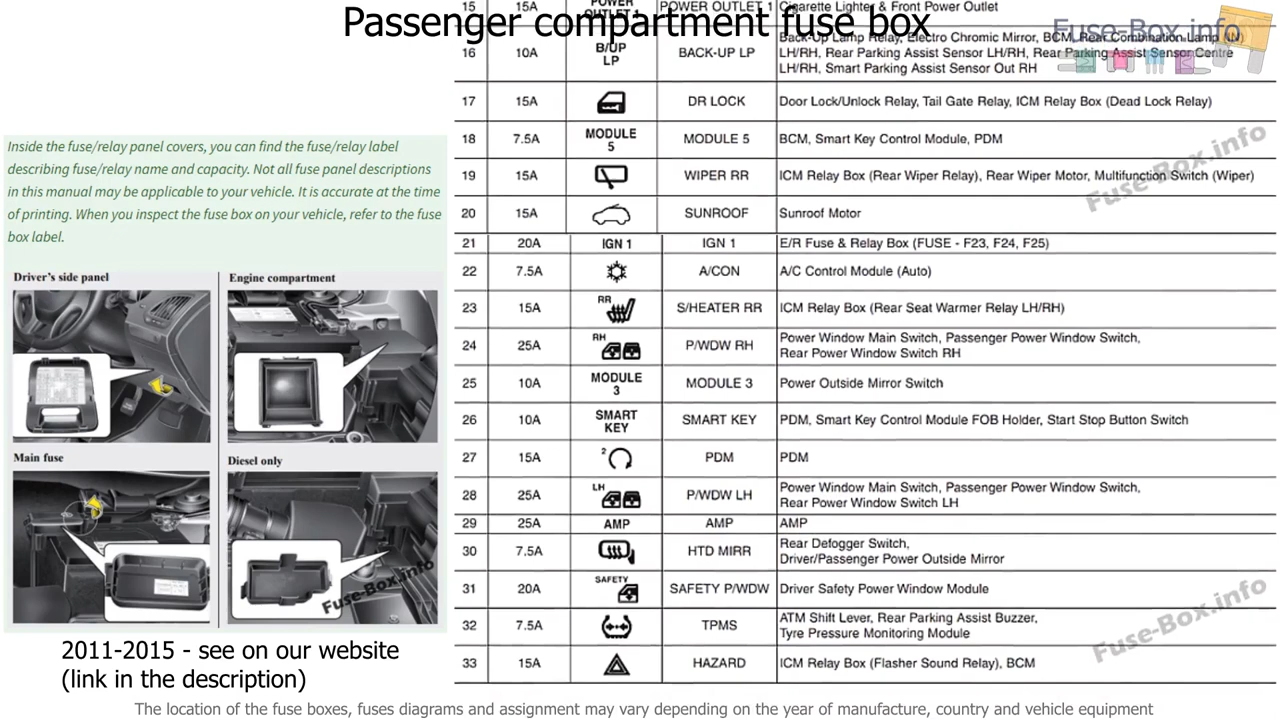 Passenger compartment fuse box
Fuse-Box.info
Inside the fuse/relay panel covers, you can find the fuse/relay label
describing fuse/relay name and capacity. Not all fuse panel descriptions
in this manual may be applicable to your vehicle. It is accurate at the time
of printing. When you inspect the fuse box on your vehicle, refer to the fuse
box label.
Driver's side panel
Engine compartment
Main fuse
Diesel only
Fuse-Box.info
2011-2015 - see on our website
(link in the description)
15 15A POWER OUTLET 1 POWER OUTLET 1 Cigarette Lighter & Front Power Outlet
16 10A B/UP LP BACK-UP LP Back-Up Lamp Relay, Electro Chromic Mirror, BCM, Rear Combination Lamp IN
LH/RH, Rear Parking Assist Sensor LH/RH, Rear Parking Assist Sensor Centre
LH/RH, Smart Parking Assist Sensor Out RH
17 15A DR LOCK Door Lock/Unlock Relay, Tail Gate Relay, ICM Relay Box (Dead Lock Relay)
18 7.5A MODULE 5 MODULE 5 BCM, Smart Key Control Module, PDM
19 15A WIPER RR ICM Relay Box (Rear Wiper Relay), Rear Wiper Motor, Multifunction Switch (Wiper)
20 15A SUNROOF Sunroof Motor
21 20A IGN 1 IGN 1 E/R Fuse & Relay Box (FUSE - F23, F24, F25)
22 7.5A A/CON A/C Control Module (Auto)
23 15A RR S/HEATER RR ICM Relay Box (Rear Seat Warmer Relay LH/RH)
24 25A RH P/WDW RH Power Window Main Switch, Passenger Power Window Switch,
Rear Power Window Switch RH
25 10A MODULE 3 MODULE 3 Power Outside Mirror Switch
26 10A SMART KEY SMART KEY PDM, Smart Key Control Module FOB Holder, Start Stop Button Switch
27 15A 2 PDM PDM
28 25A LH P/WDW LH Power Window Main Switch, Passenger Power Window Switch,
Rear Power Window Switch LH
29 25A AMP AMP AMP
30 7.5A HTD MIRR Rear Defogger Switch,
Driver/Passenger Power Outside Mirror
31 20A SAFETY SAFETY P/WDW Driver Safety Power Window Module
32 7.5A TPMS ATM Shift Lever, Rear Parking Assist Buzzer,
Tyre Pressure Monitoring Module
33 15A HAZARD ICM Relay Box (Flasher Sound Relay), BCM
Fuse-Box.info
Fuse-Box.info
The location of the fuse boxes, fuses diagrams and assignment may vary depending on the year of manufacture, country and vehicle equipment